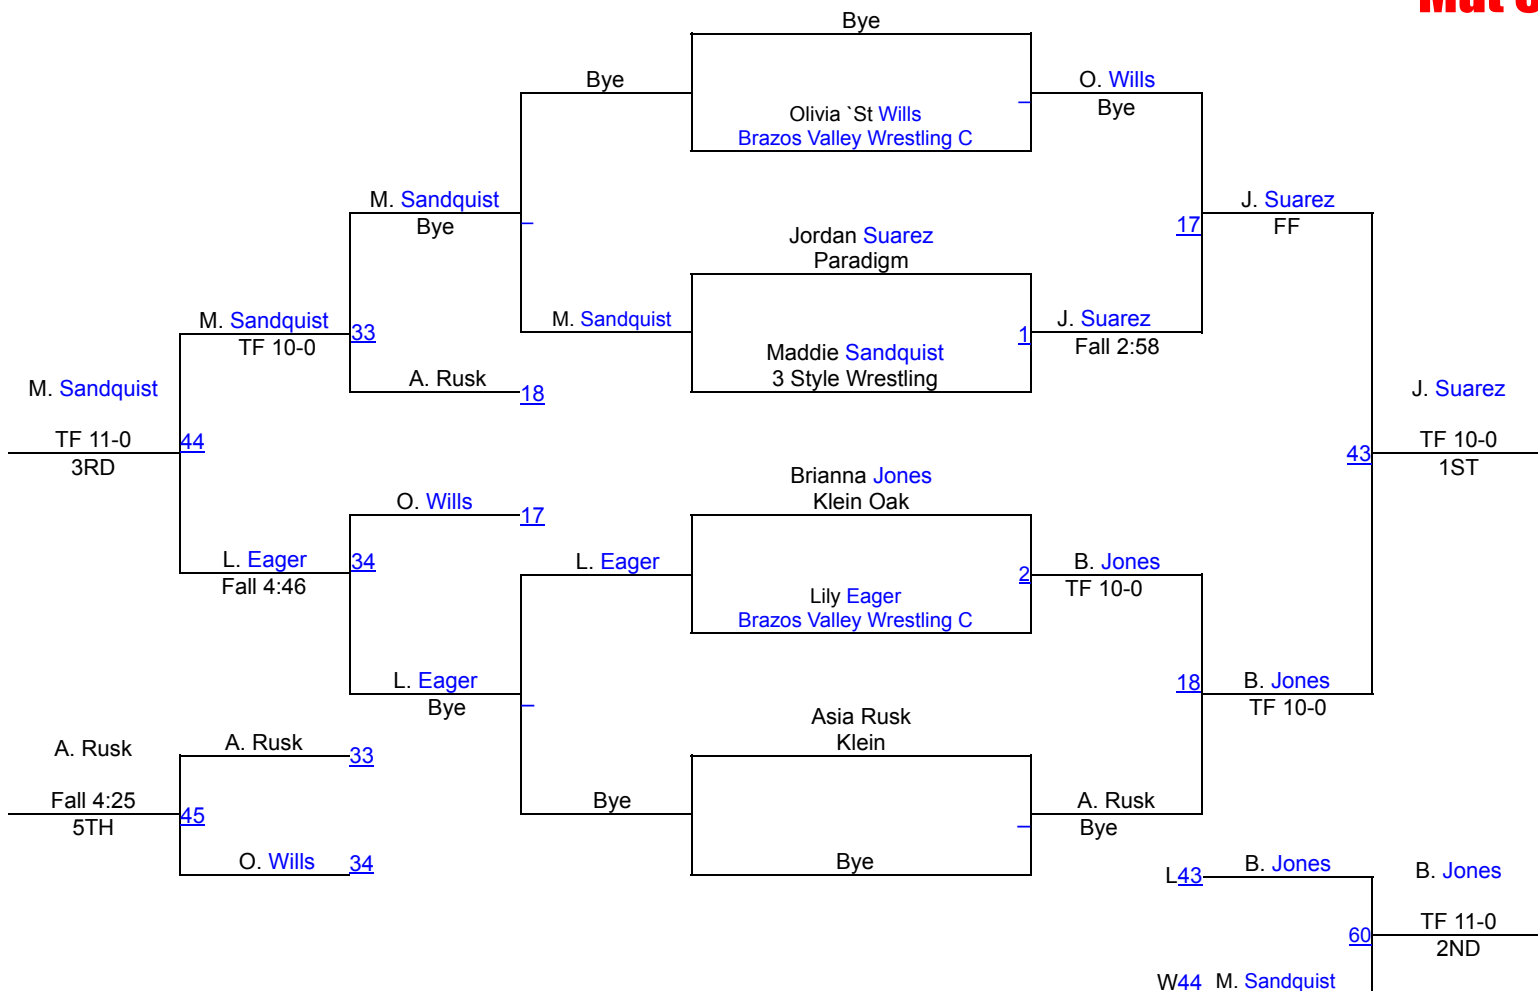 Bye
Bye
O. Wills
Bye
Olivia `St Wills
Brazos Valley Wrestling C
M. Sandquist
Bye
J. Suarez
FF
17
Jordan Suarez
Paradigm
M. Sandquist
TF 10-0
33
M. Sandquist
Maddie Sandquist
3 Style Wrestling
1
J. Suarez
Fall 2:58
A. Rusk
18
M. Sandquist
TF 11-0
3RD
44
J. Suarez
TF 10-0
1ST
43
Brianna Jones
Klein Oak
O. Wills
17
L. Eager
Fall 4:46
34
L. Eager
Lily Eager
Brazos Valley Wrestling C
2
B. Jones
TF 10-0
L. Eager
Bye
18
B. Jones
TF 10-0
Asia Rusk
Klein
A. Rusk
Fall 4:25
5TH
A. Rusk
33
45
O. Wills
34
Bye
A. Rusk
Bye
Bye
L43
B. Jones
B. Jones
TF 11-0
2ND
60
W44 M. Sandquist